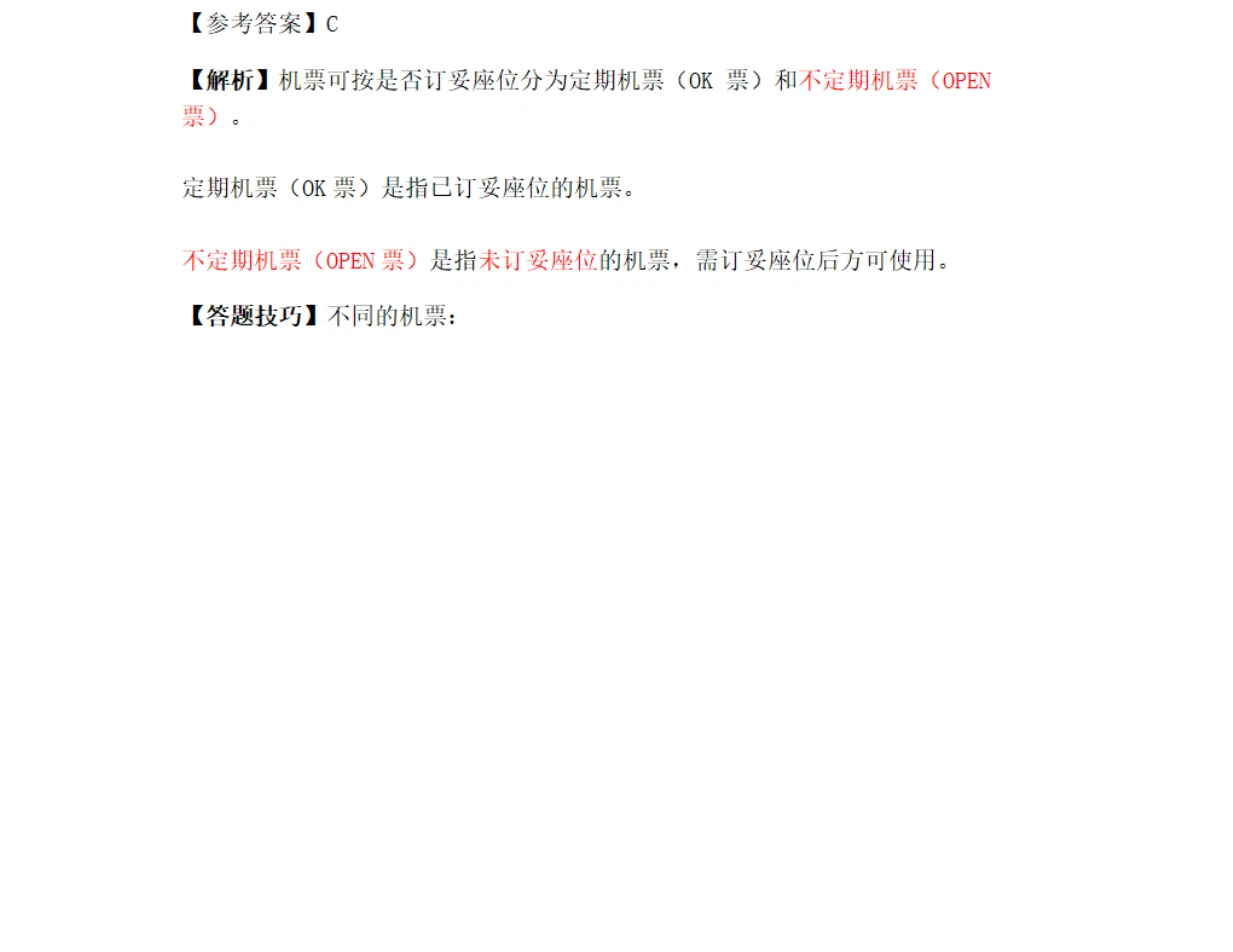 【参考答案】C
【解析】机票可按是否订妥座位分为定期机票（OK 票）和不定期机票（OPEN
票）。
定期机票（OK 票）是指已订妥座位的机票。
不定期机票（OPEN 票）是指未订妥座位的机票，需订妥座位后方可使用。
【答题技巧】不同的机票：